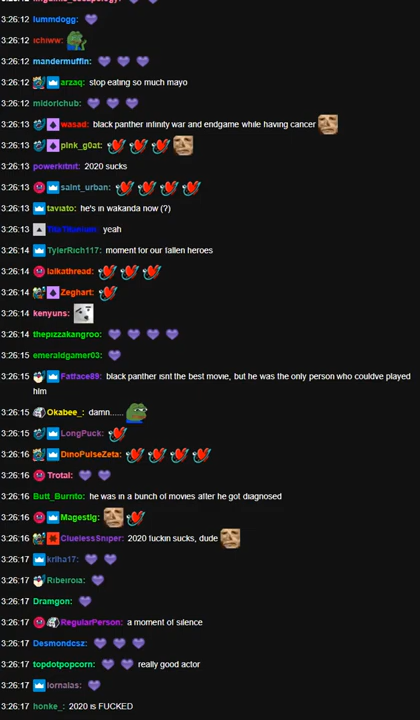 3:26:12 lummdogg:
3:26:12 ichiww:
3:26:12 mandermuffin:
3:26:12 arzaq: stop eating so much mayo
3:26:12 midorichub:
3:26:13 wasad: black panther infinity war and endgame while having cancer
3:26:13 pink_g0at:
3:26:13 powerkitnrt: 2020 sucks
3:26:13 saint_urban:
3:26:13 taviato: he's in wakanda now (?)
3:26:13 yeah
3:26:14 TylerRich117: moment for our fallen heroes
3:26:14 lalkathread:
3:26:14 Zeghart:
3:26:14 kenyuns:
3:26:14 thepizzakangroo:
3:26:15 emeraldgamer03:
3:26:15 Fatface89: black panther isnt the best movie, but he was the only person who couldve played
him
3:26:15 Okabee_: damn......
3:26:15 LongPuck:
3:26:16 DinoPulseZeta:
3:26:16 Trotal:
3:26:16 Butt_Burnito: he was in a bunch of movies after he got diagnosed
3:26:16 Magestig:
3:26:16 CluelessSniper: 2020 fuckin sucks, dude
3:26:17 kriha17:
3:26:17 Ribeiroia:
3:26:17 Dramgon:
3:26:17 RegularPerson: a moment of silence
3:26:17 Desmondcsz:
3:26:17 topdotpopcorn: really good actor
3:26:17 lornalas:
3:26:17 honke_: 2020 is FUCKED